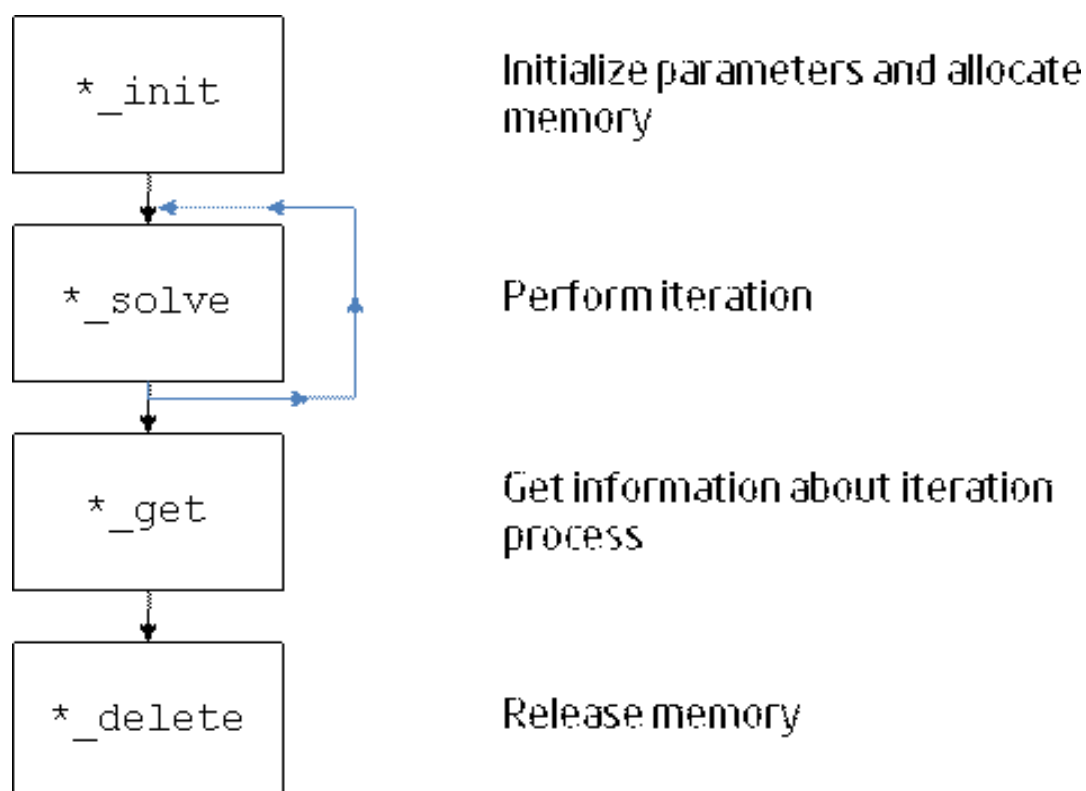 *_init
Initialize parameters and allocate
memory
*_solve
Perform iteration
*_get
Get information about iteration
process
*_delete
Release memory